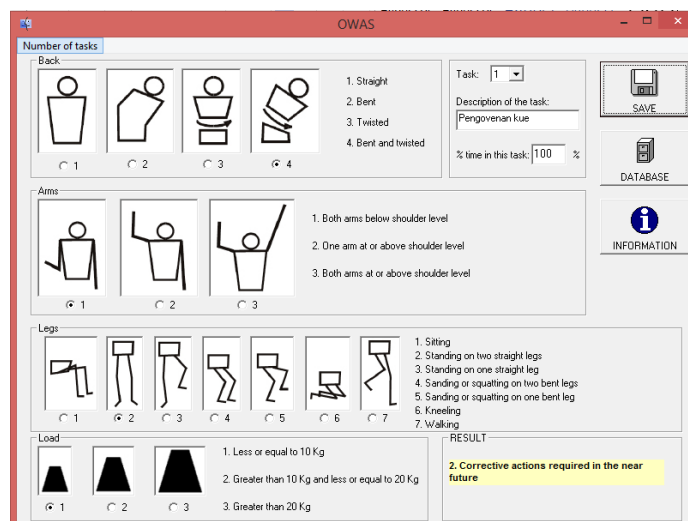 OWAS
Number of tasks
Back
1. Straight
2. Bent
3. Twisted
4. Bent and twisted
1 2 3 4
Task: 1
Description of the task:
Pengovenan kue
% time in this task: 100 %
SAVE
DATABASE
INFORMATION
Arms
1. Both arms below shoulder level
2. One arm at or above shoulder level
3. Both arms at or above shoulder level
1 2 3
Legs
1. Sitting
2. Standing on two straight legs
3. Standing on one straight leg
4. Sanding or squatting on two bent legs
5. Sanding or squatting on one bent leg
6. Kneeling
7. Walking
1 2 3 4 5 6 7
Load
1. Less or equal to 10 Kg
2. Greater than 10 Kg and less or equal to 20 Kg
3. Greater than 20 Kg
1 2 3
RESULT
2. Corrective actions required in the near
future